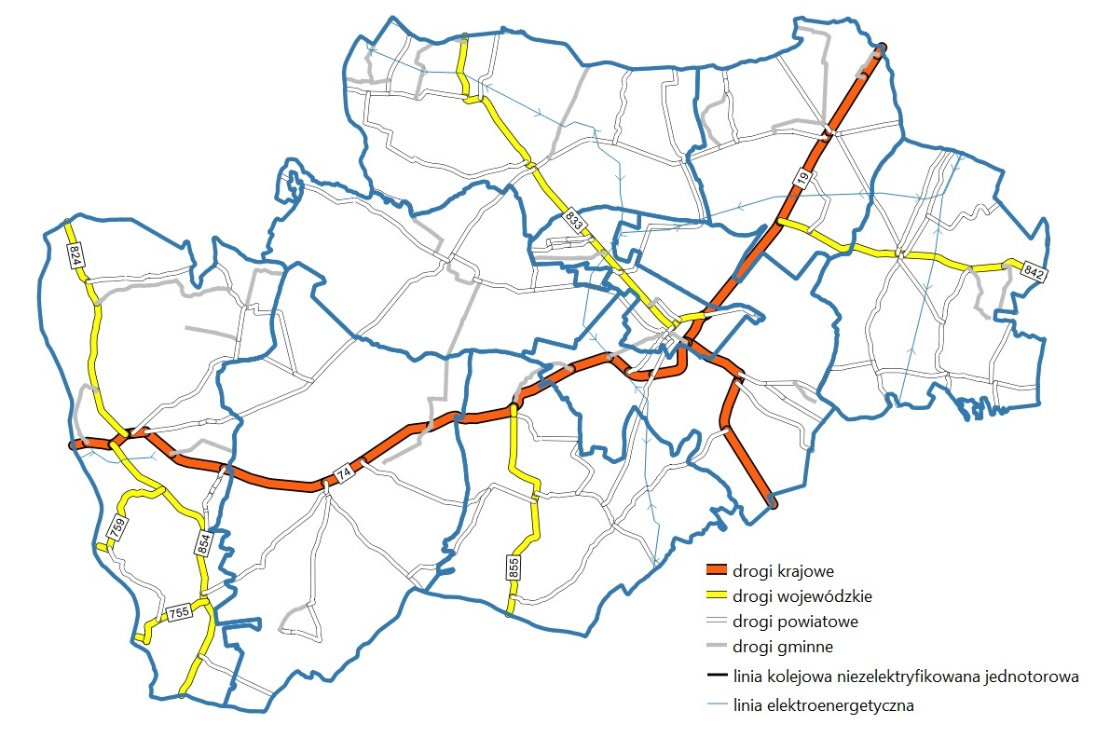 19
833
824
842
74
759
854
855
755
drogi krajowe
drogi wojewódzkie
drogi powiatowe
drogi gminne
linia kolejowa niezelektryfikowana jednotorowa
linia elektroenergetyczna